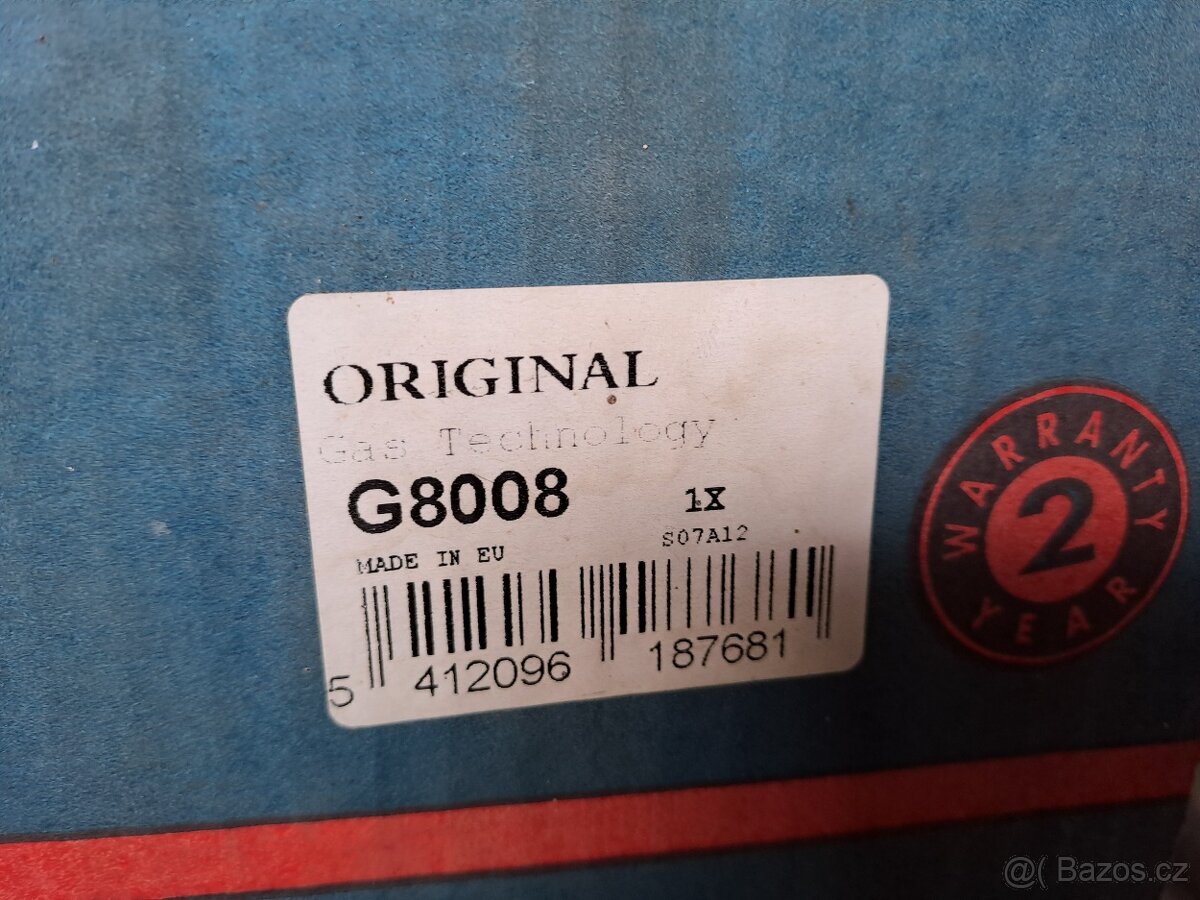 ORIGINAL
Gas Technology
G8008 1X
S07A12
MADE IN EU
5 412096 187681
WARRANTY
2
YEAR
@( Bazos.cz